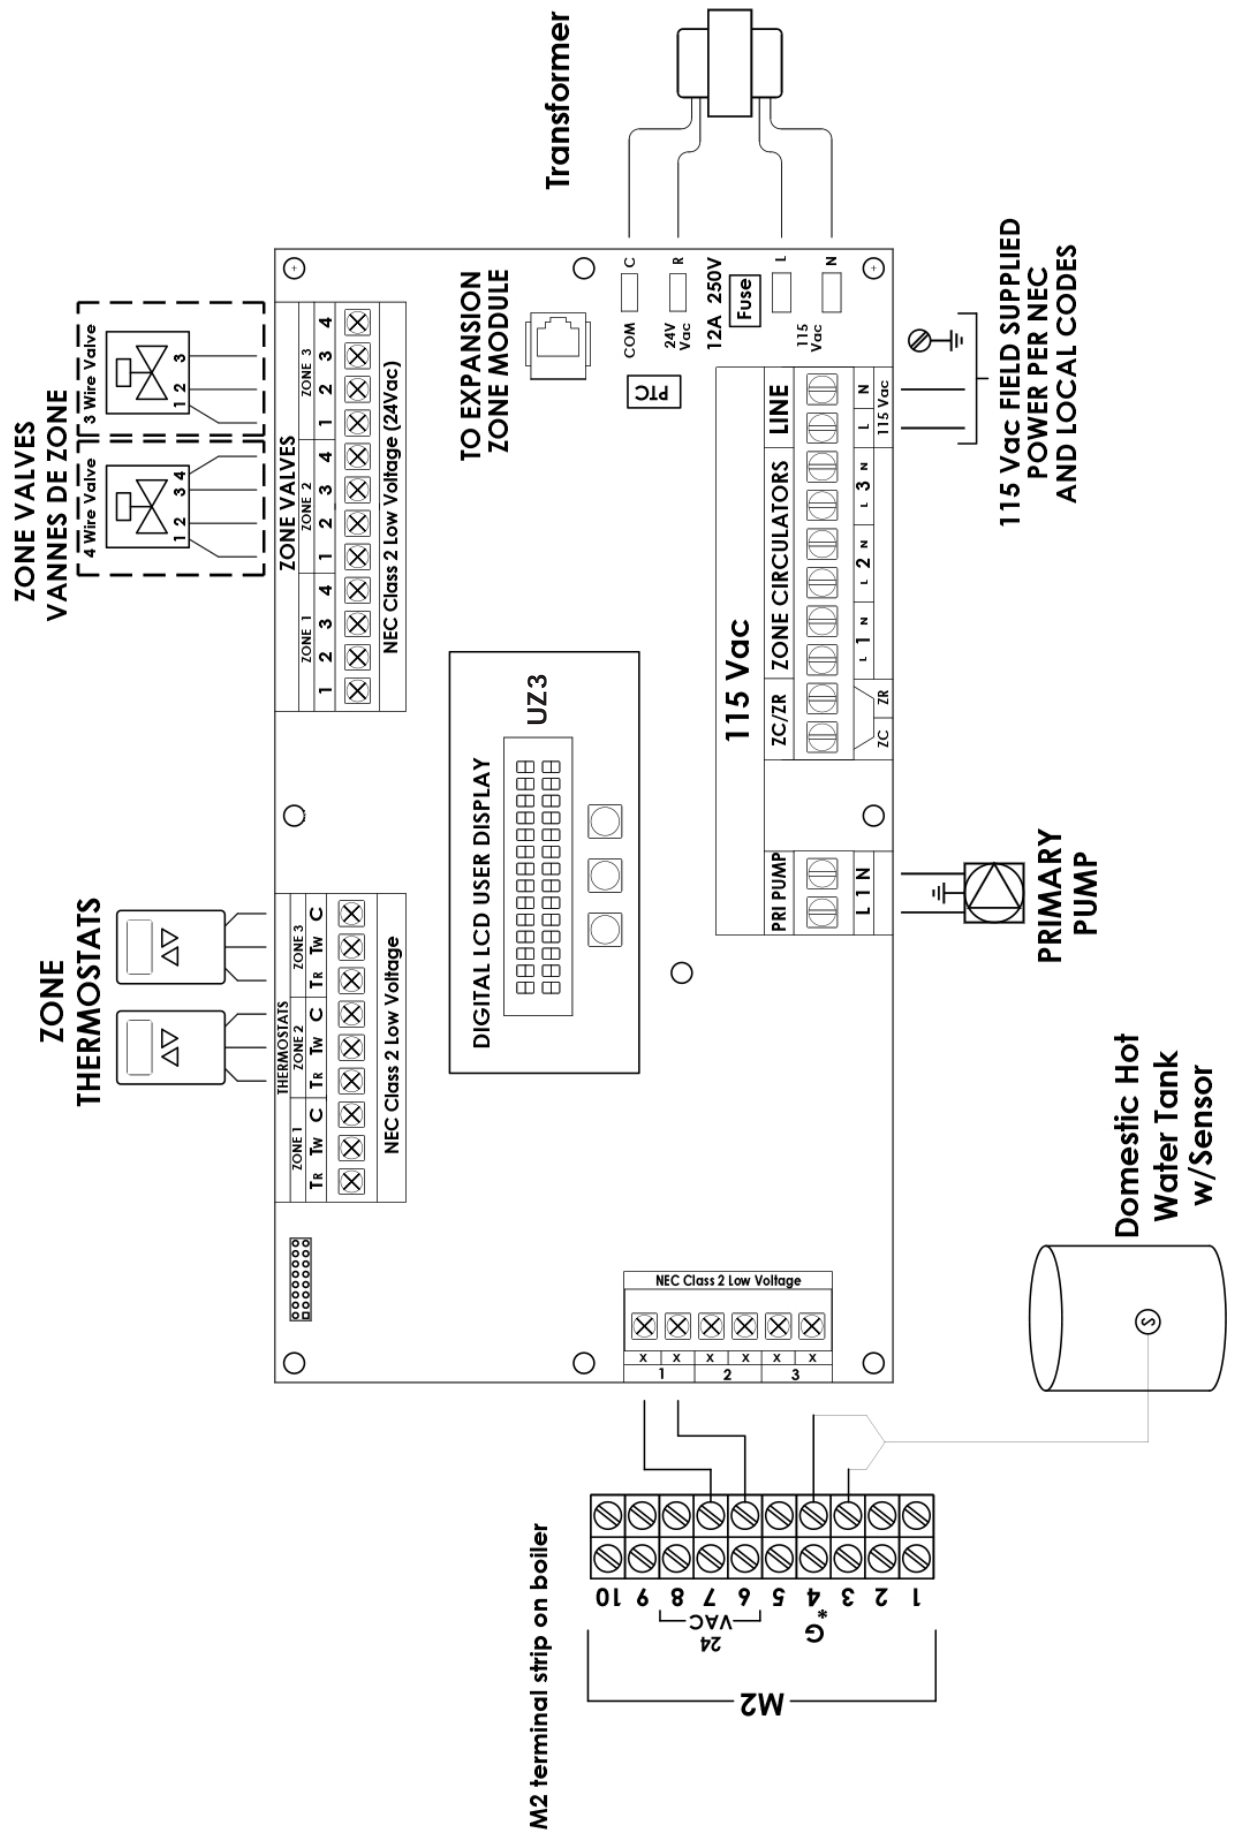 ZONE VALVES
VANNES DE ZONE
4 Wire Valve
1 2 3 4
3 Wire Valve
1 2 3
ZONE
THERMOSTATS
Transformer
THERMOSTATS
ZONE 1
ZONE 2
ZONE 3
TR TW C TR TW C TR TW C
NEC Class 2 Low Voltage
ZONE VALVES
ZONE 1
ZONE 2
ZONE 3
1 2 3 4 1 2 3 4 1 2 3 4
NEC Class 2 Low Voltage (24Vac)
TO EXPANSION
ZONE MODULE
DIGITAL LCD USER DISPLAY
UZ3
COM
C
24V
Vac
R
12A 250V
Fuse
PTC
115
Vac
L
N
115 Vac
PRI PUMP
ZC/ZR
ZONE CIRCULATORS
LINE
L 1 N
ZC
ZR
L 1 N
L 2 N
L 3 N
L N
115 Vac
NEC Class 2 Low Voltage
x x x x x x
1 2 3
M2 terminal strip on boiler
10 9 8 7 6 5 4 3 2 1
24
VAC
G*
M2
PRIMARY
PUMP
115 Vac FIELD SUPPLIED
POWER PER NEC
AND LOCAL CODES
Domestic Hot
Water Tank
w/Sensor
S